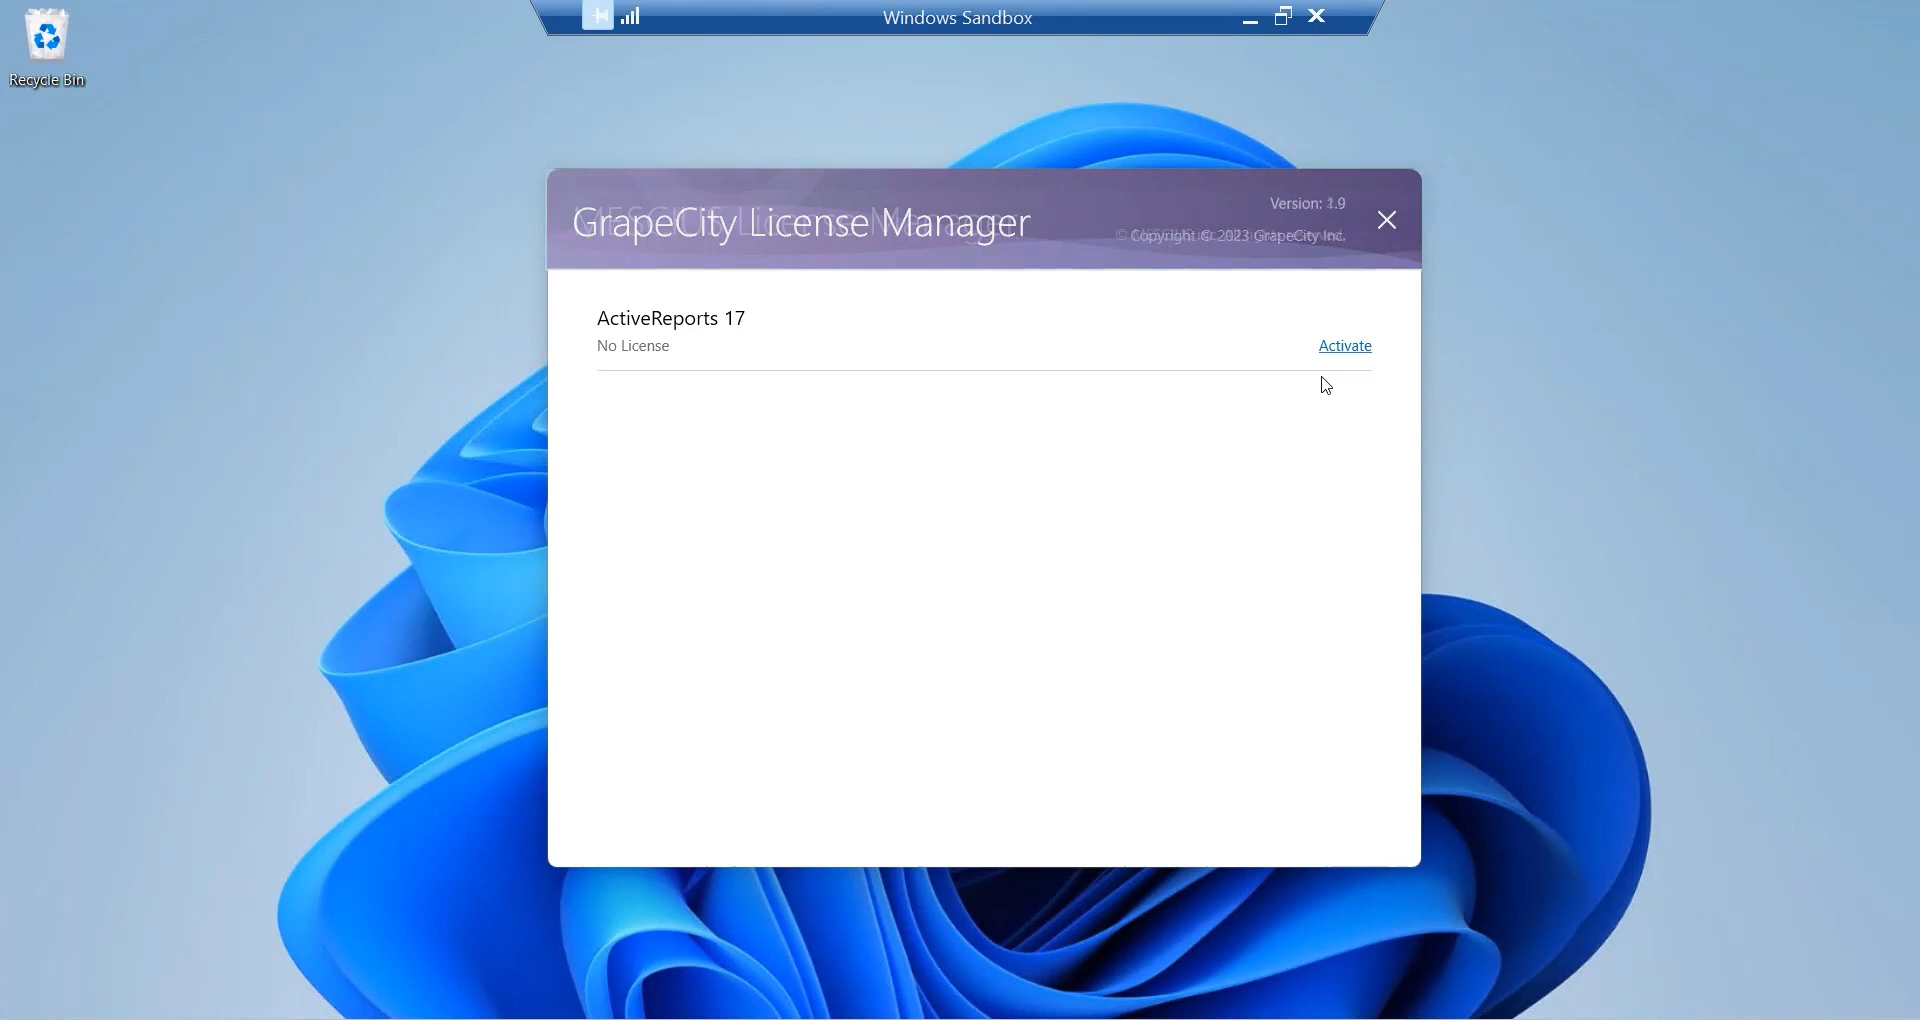 Windows Sandbox
Recycle Bin
GrapeCity License Manager
Version: 1.9
Copyright © 2023 GrapeCity Inc.
ActiveReports 17
No License
Activate